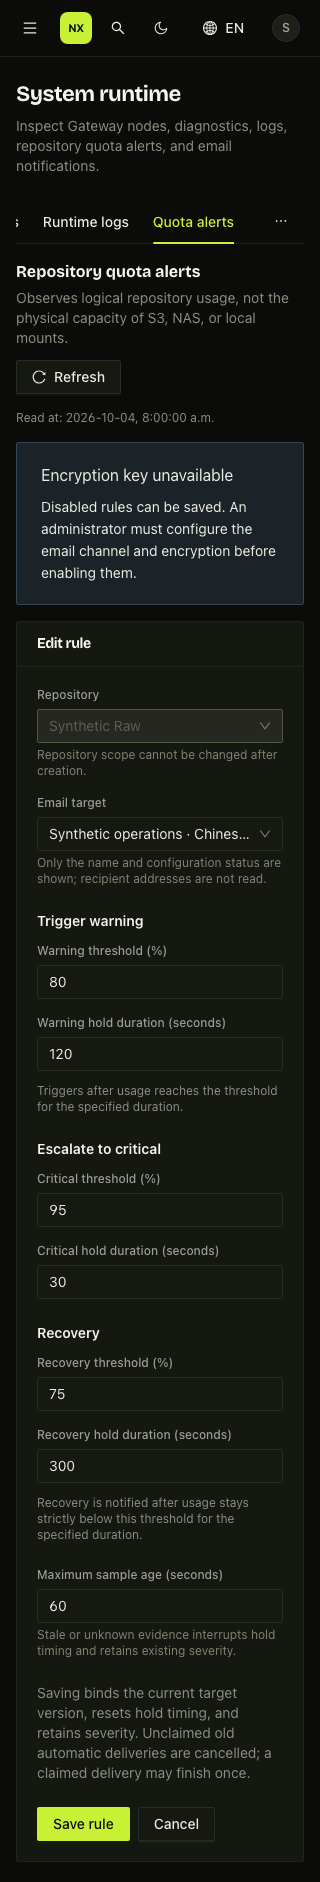 NX
EN
S
System runtime
Inspect Gateway nodes, diagnostics, logs,
repository quota alerts, and email
notifications.
s
Runtime logs
Quota alerts
...
Repository quota alerts
Observes logical repository usage, not the
physical capacity of S3, NAS, or local
mounts.
Refresh
Read at: 2026-10-04, 8:00:00 a.m.
Encryption key unavailable
Disabled rules can be saved. An
administrator must configure the
email channel and encryption before
enabling them.
Edit rule
Repository
Synthetic Raw
Repository scope cannot be changed after
creation.
Email target
Synthetic operations · Chines...
Only the name and configuration status are
shown; recipient addresses are not read.
Trigger warning
Warning threshold (%)
80
Warning hold duration (seconds)
120
Triggers after usage reaches the threshold
for the specified duration.
Escalate to critical
Critical threshold (%)
95
Critical hold duration (seconds)
30
Recovery
Recovery threshold (%)
75
Recovery hold duration (seconds)
300
Recovery is notified after usage stays
strictly below this threshold for the
specified duration.
Maximum sample age (seconds)
60
Stale or unknown evidence interrupts hold
timing and retains existing severity.
Saving binds the current target
version, resets hold timing, and
retains severity. Unclaimed old
automatic deliveries are cancelled; a
claimed delivery may finish once.
Save rule
Cancel